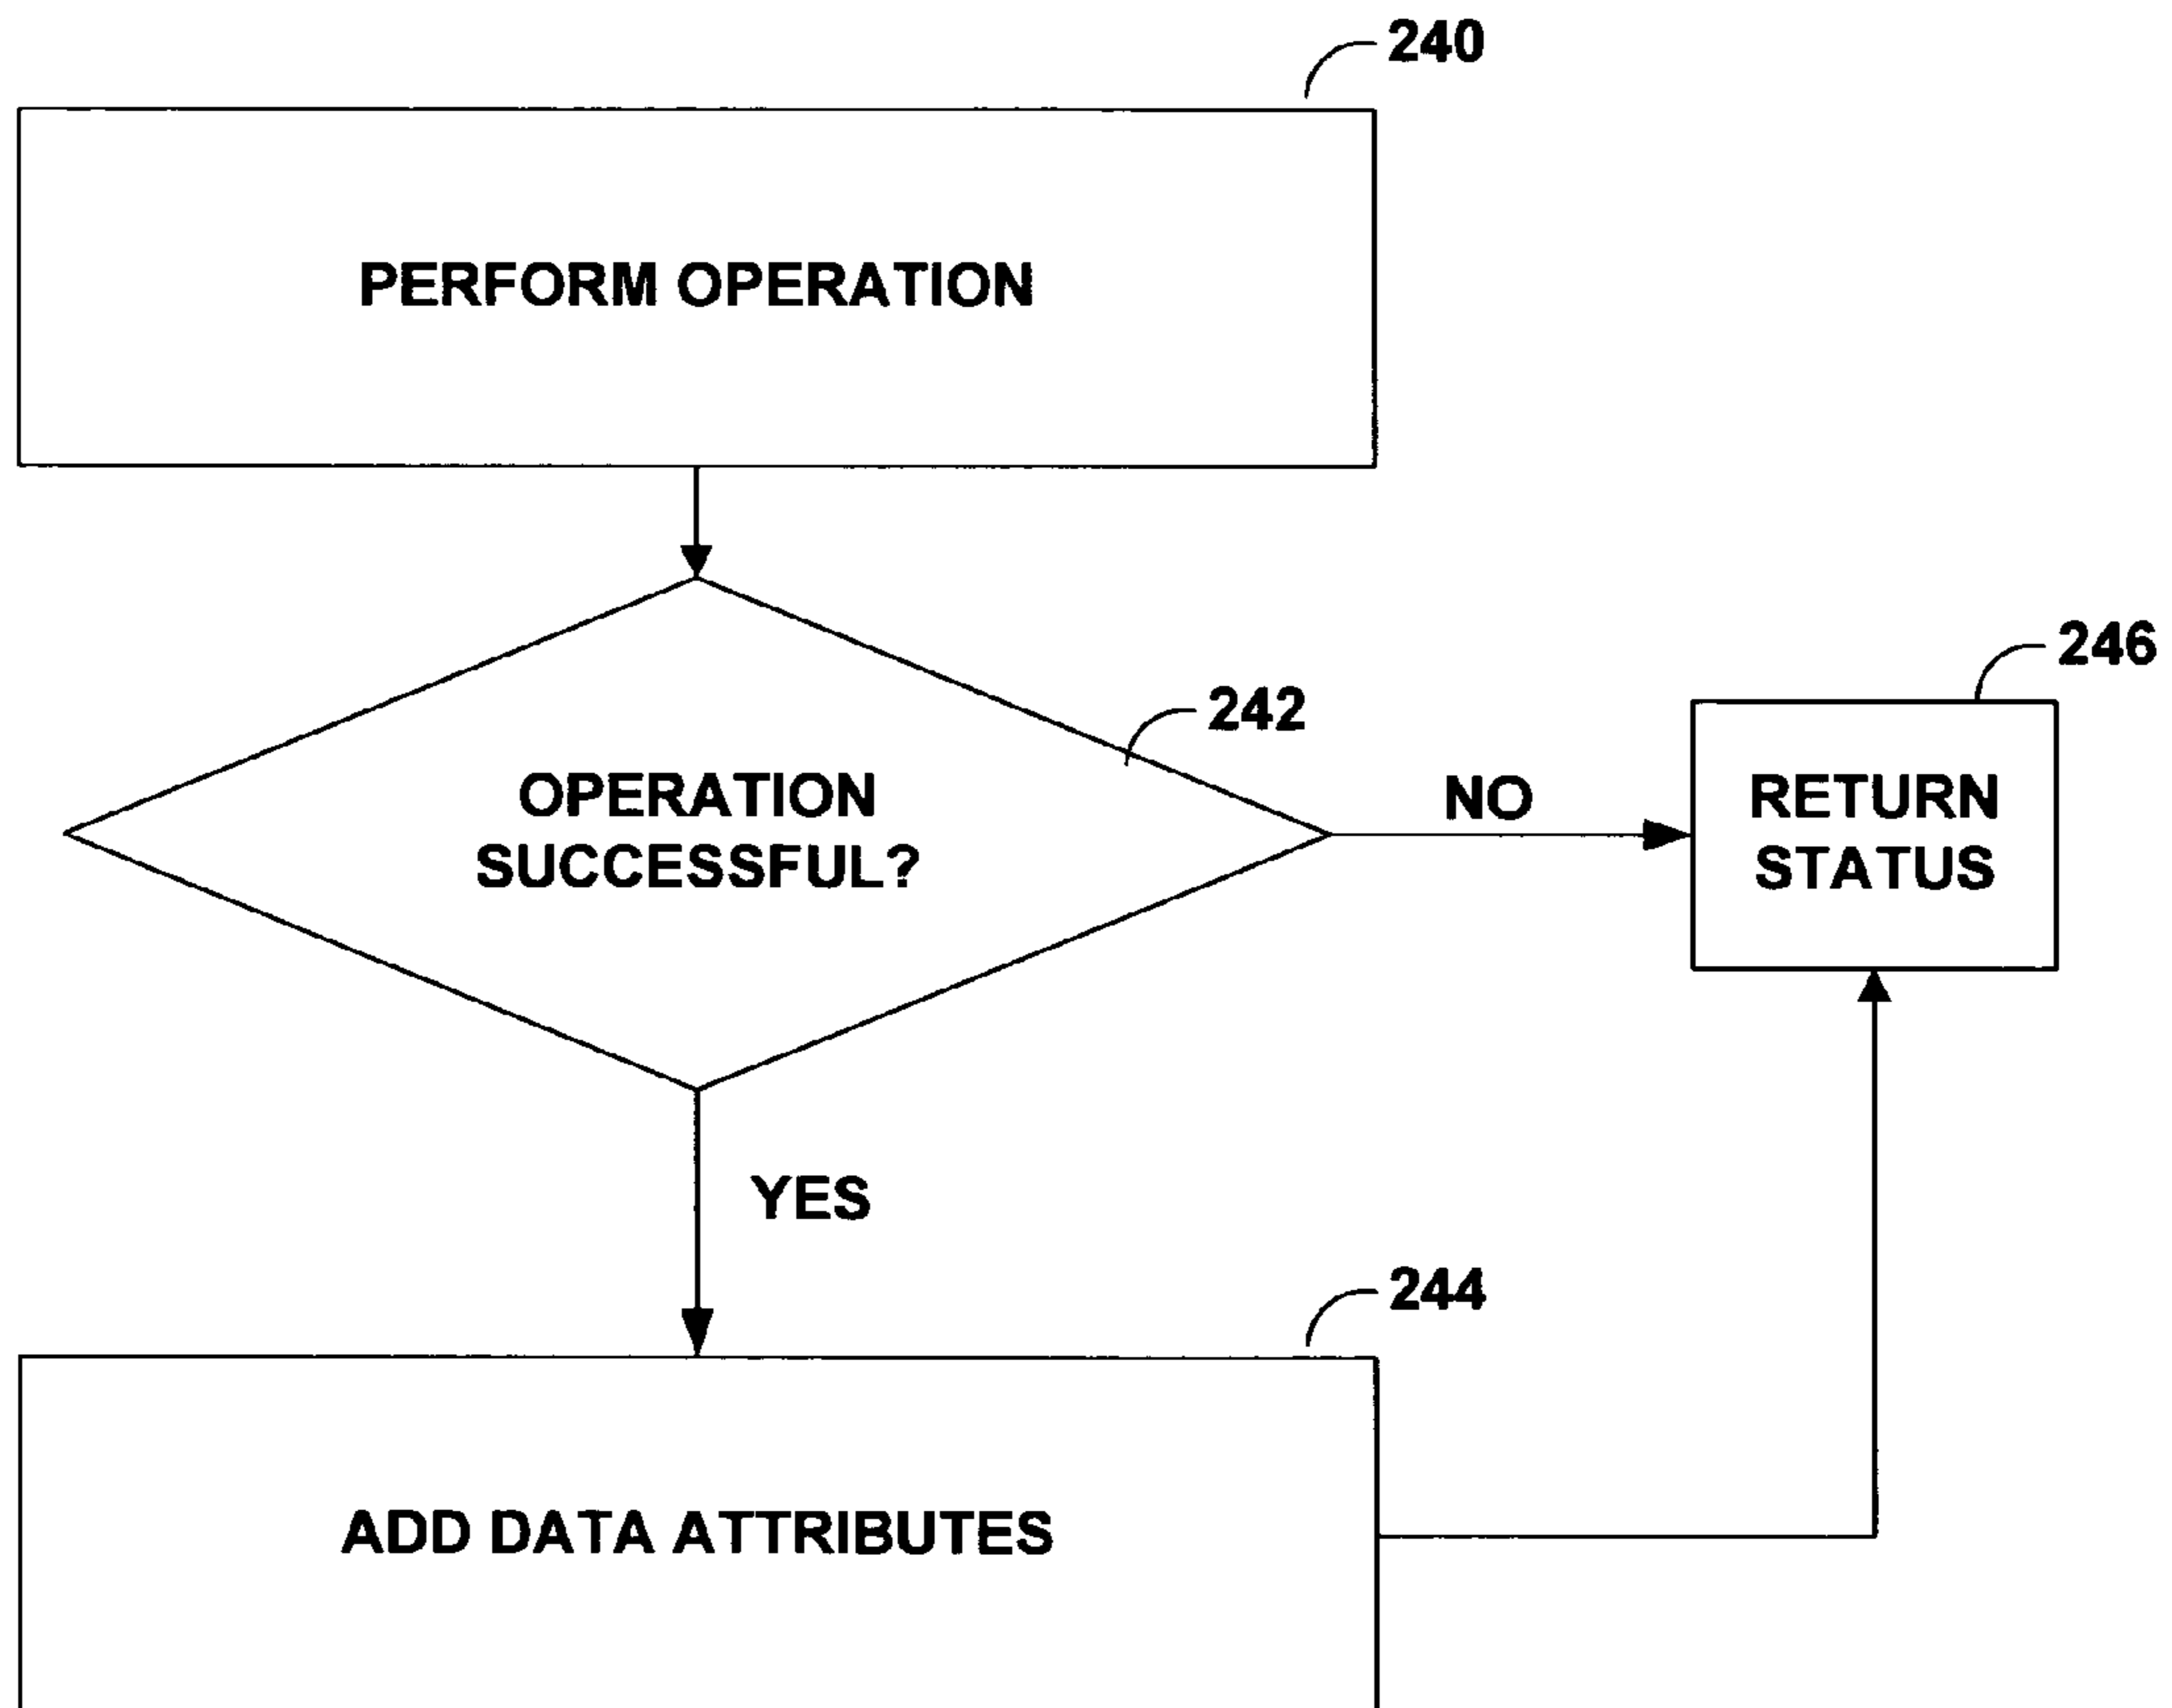 240
PERFORM OPERATION
242
OPERATION
SUCCESSFUL?
NO
246
RETURN
STATUS
YES
244
ADD DATA ATTRIBUTES